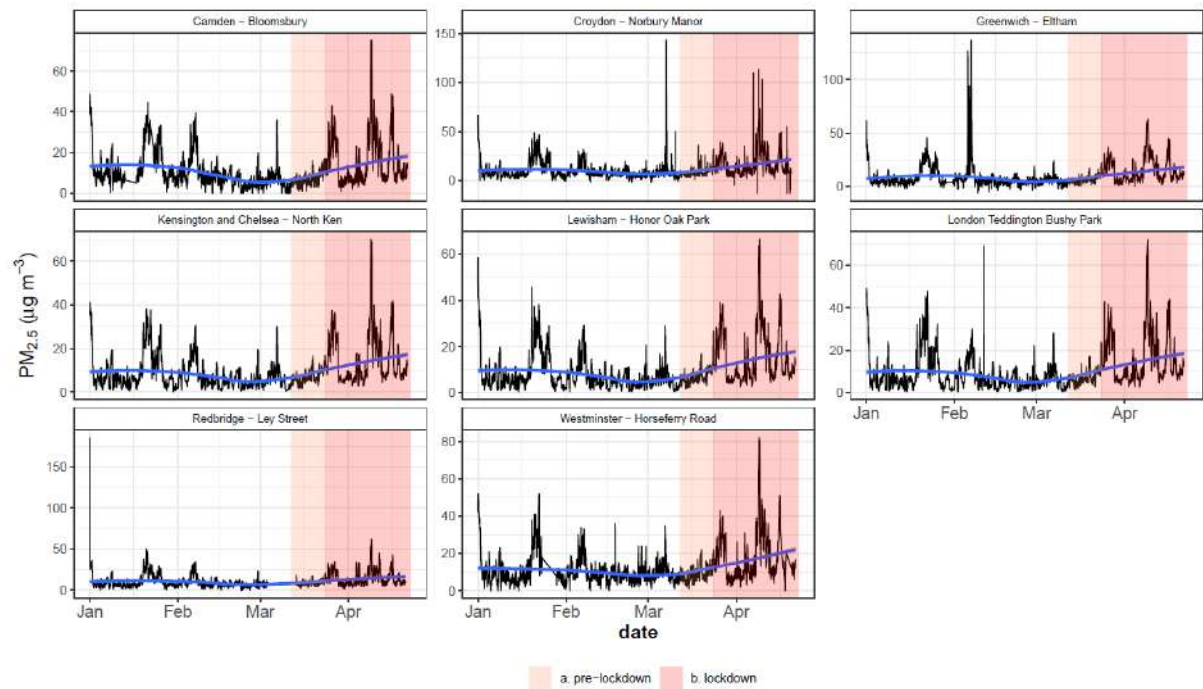 Camden − Bloomsbury
Croydon − Norbury Manor
Greenwich − Eltham
60
40
20
0
150
100
50
0
100
50
0
Kensington and Chelsea − North Ken
Lewisham − Honor Oak Park
London Teddington Bushy Park
PM2.5 (µg m−3)
60
40
20
0
60
40
20
0
60
40
20
0
Jan Feb Mar Apr
Redbridge − Ley Street
Westminster − Horseferry Road
150
100
50
0
80
60
40
20
0
Jan Feb Mar Apr
Jan Feb Mar Apr
date
a. pre−lockdown
b. lockdown